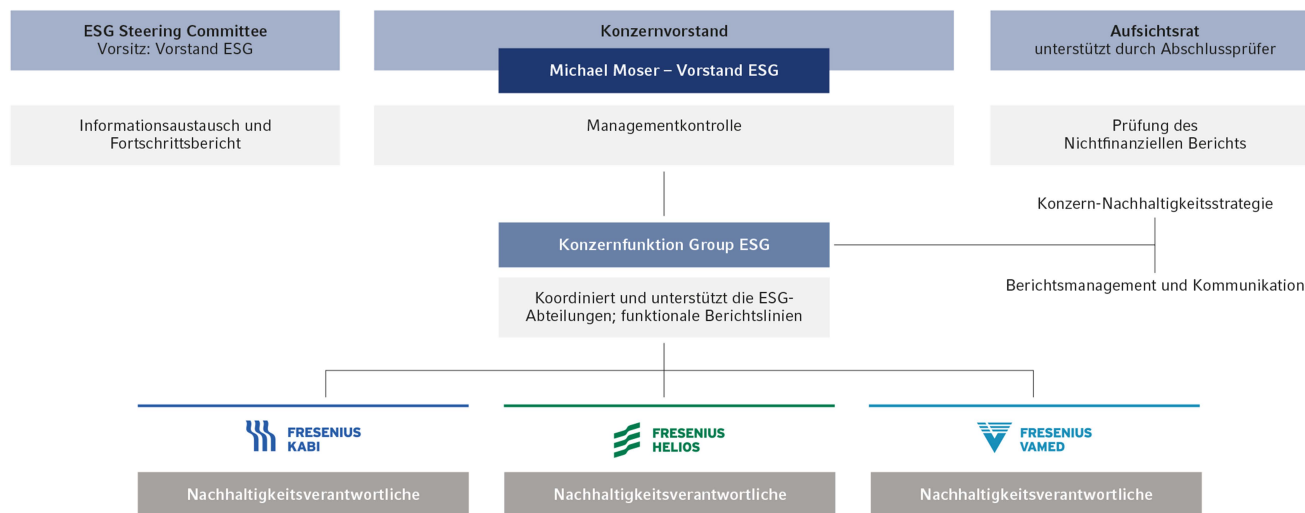 ESG Steering Committee
Vorsitz: Vorstand ESG
Konzernvorstand
Michael Moser – Vorstand ESG
Aufsichtsrat
unterstützt durch Abschlussprüfer
Informationsaustausch und
Fortschrittsbericht
Managementkontrolle
Prüfung des
Nichtfinanziellen Berichts
Konzern-Nachhaltigkeitsstrategie
Konzernfunktion Group ESG
Berichtsmanagement und Kommunikation
Koordiniert und unterstützt die ESG-
Abteilungen; funktionale Berichtslinien
FRESENIUS
KABI
FRESENIUS
HELIOS
FRESENIUS
VAMED
Nachhaltigkeitsverantwortliche
Nachhaltigkeitsverantwortliche
Nachhaltigkeitsverantwortliche